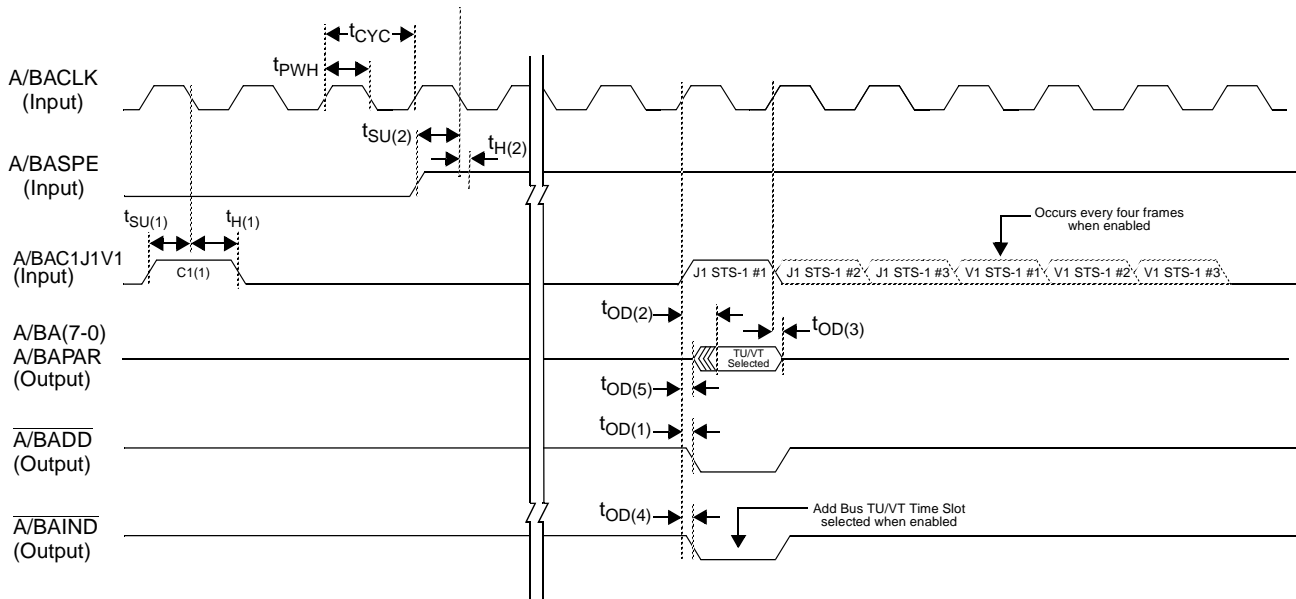 tCYC
tPWH
A/BACLK
(Input)
tSU(2)
tH(2)
A/BASPE
(Input)
tSU(1)
tH(1)
Occurs every four frames
when enabled
A/BAC1J1V1
(Input)
C1(1)
J1 STS-1 #1
J1 STS-1 #2
J1 STS-1 #3
V1 STS-1 #1
V1 STS-1 #2
V1 STS-1 #3
tOD(2)
tOD(3)
A/BA(7-0)
A/BAPAR
(Output)
TU/VT
Selected
tOD(5)
tOD(1)
A/BADD
(Output)
tOD(4)
Add Bus TU/VT Time Slot
selected when enabled
A/BAIND
(Output)